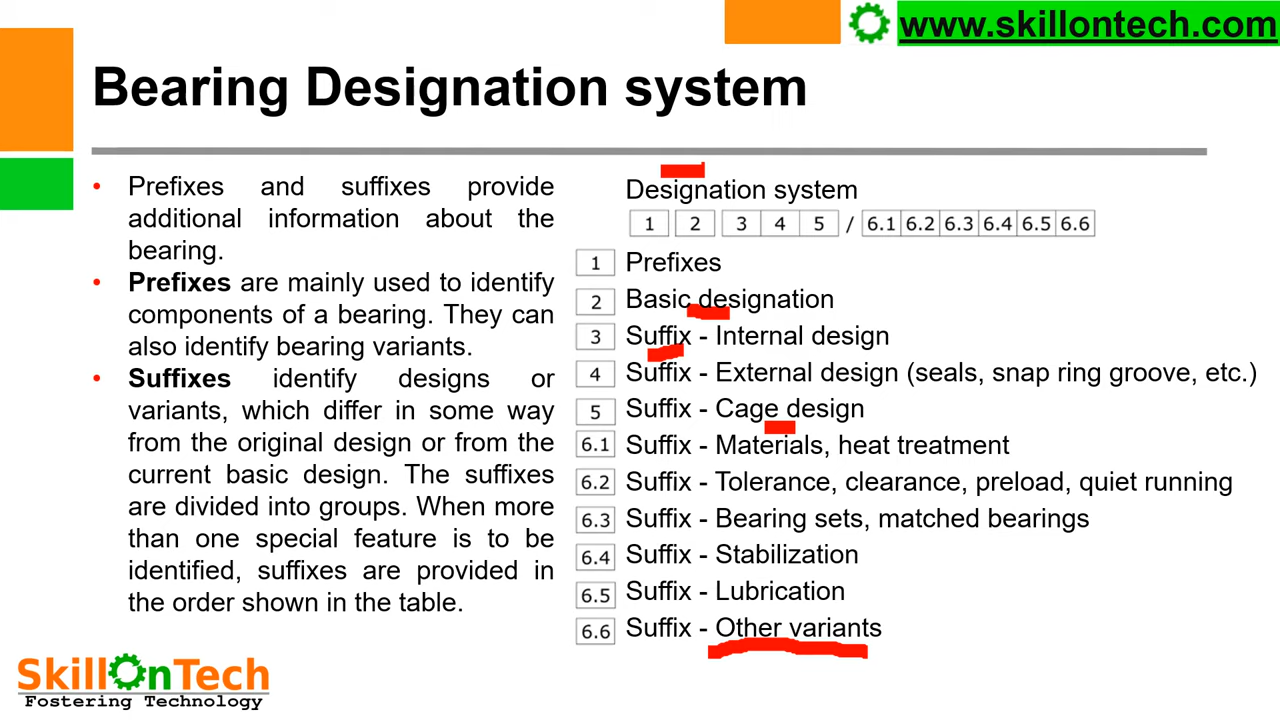 www.skillontech.com
Bearing Designation system
• Prefixes and suffixes provide
additional information about the
bearing.
• Prefixes are mainly used to identify
components of a bearing. They can
also identify bearing variants.
• Suffixes identify designs or
variants, which differ in some way
from the original design or from the
current basic design. The suffixes
are divided into groups. When more
than one special feature is to be
identified, suffixes are provided in
the order shown in the table.
Designation system
1 2 3 4 5 / 6.1 6.2 6.3 6.4 6.5 6.6
1 Prefixes
2 Basic designation
3 Suffix - Internal design
4 Suffix - External design (seals, snap ring groove, etc.)
5 Suffix - Cage design
6.1 Suffix - Materials, heat treatment
6.2 Suffix - Tolerance, clearance, preload, quiet running
6.3 Suffix - Bearing sets, matched bearings
6.4 Suffix - Stabilization
6.5 Suffix - Lubrication
6.6 Suffix - Other variants
SkillOnTech
Fostering Technology